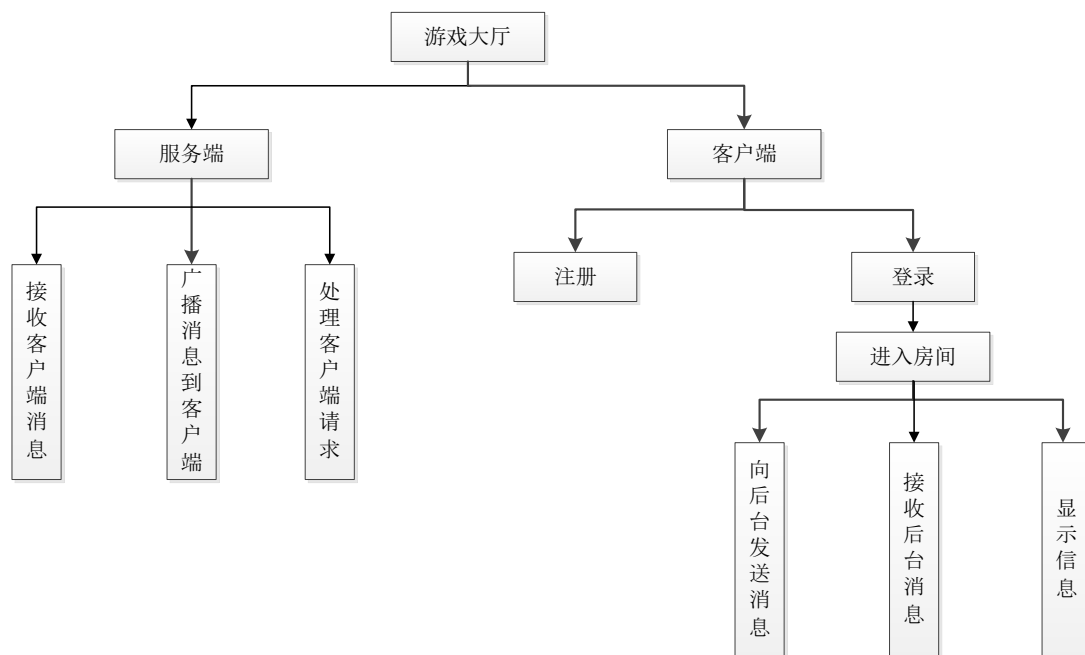 游戏大厅
服务端
客户端
注册
登录
进入房间
接收客户端消息
广播消息到客户端
处理客户端请求
向后台发送消息
接收后台消息
显示信息